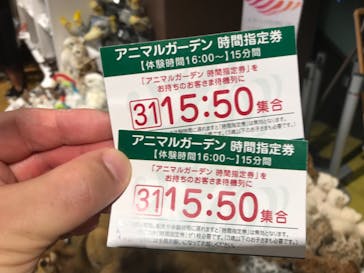 アニマルガーデン 時間指定券
【体験時間16:00～】15分間
「アニマルガーデン 時間指定券」を
お持ちのお客さま待機列に
31 15:50 集合
アニマルガーデン 時間指定券
【体験時間16:00～】15分間
「アニマルガーデン 時間指定券」を
お持ちのお客さま待機列に
31 15:50 集合